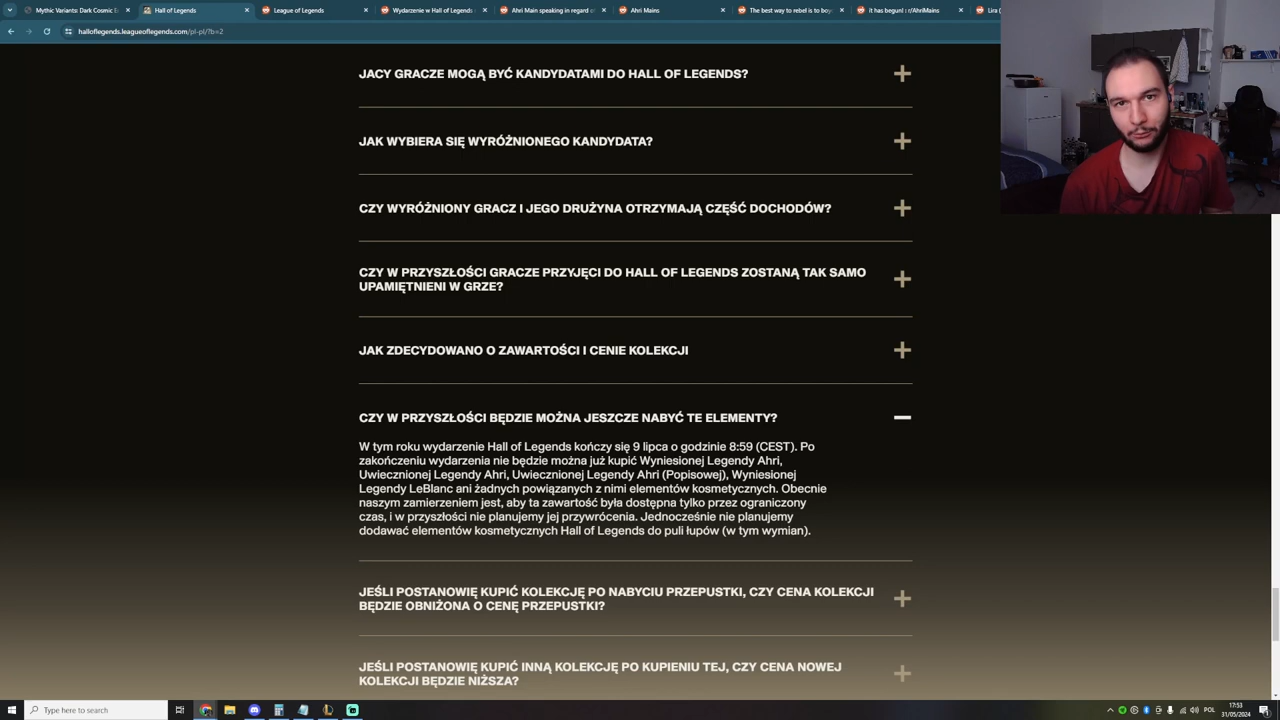 Mythic Variants: Dark Cosmic E
Hall of Legends
League of Legends
Wydarzenie w Hall of Legends
Ahri Main speaking in regard o
Ahri Mains
The best way to rebel is to boy
It has begun! : r/AhriMains
Lira (
halloflegends.leagueoflegends.com/pl-pl/?b=2
JACY GRACZE MOGĄ BYĆ KANDYDATAMI DO HALL OF LEGENDS?
JAK WYBIERA SIĘ WYRÓŻNIONEGO KANDYDATA?
CZY WYRÓŻNIONY GRACZ I JEGO DRUŻYNA OTRZYMAJĄ CZĘŚĆ DOCHODÓW?
CZY W PRZYSZŁOŚCI GRACZE PRZYJĘCI DO HALL OF LEGENDS ZOSTANĄ TAK SAMO
UPAMIĘTNIENI W GRZE?
JAK ZDECYDOWANO O ZAWARTOŚCI I CENIE KOLEKCJI
CZY W PRZYSZŁOŚCI BĘDZIE MOŻNA JESZCZE NABYĆ TE ELEMENTY?
W tym roku wydarzenie Hall of Legends kończy się 9 lipca o godzinie 8:59 (CEST). Po
zakończeniu wydarzenia nie będzie można już kupić Wyniesionej Legendy Ahri,
Uwiecznionej Legendy Ahri, Uwiecznionej Legendy Ahri (Popisowej), Wyniesionej
Legendy LeBlanc ani żadnych powiązanych z nimi elementów kosmetycznych. Obecnie
naszym zamierzeniem jest, aby ta zawartość była dostępna tylko przez ograniczony
czas, i w przyszłości nie planujemy jej przywrócenia. Jednocześnie nie planujemy
dodawać elementów kosmetycznych Hall of Legends do puli łupów (w tym wymian).
JEŚLI POSTANOWIĘ KUPIĆ KOLEKCJĘ PO NABYCIU PRZEPUSTKI, CZY CENA KOLEKCJI
BĘDZIE OBNIŻONA O CENĘ PRZEPUSTKI?
JEŚLI POSTANOWIĘ KUPIĆ INNĄ KOLEKCJĘ PO KUPIENIU TEJ, CZY CENA NOWEJ
KOLEKCJI BĘDZIE NIŻSZA?
Type here to search
POL
17:53
31/05/2024